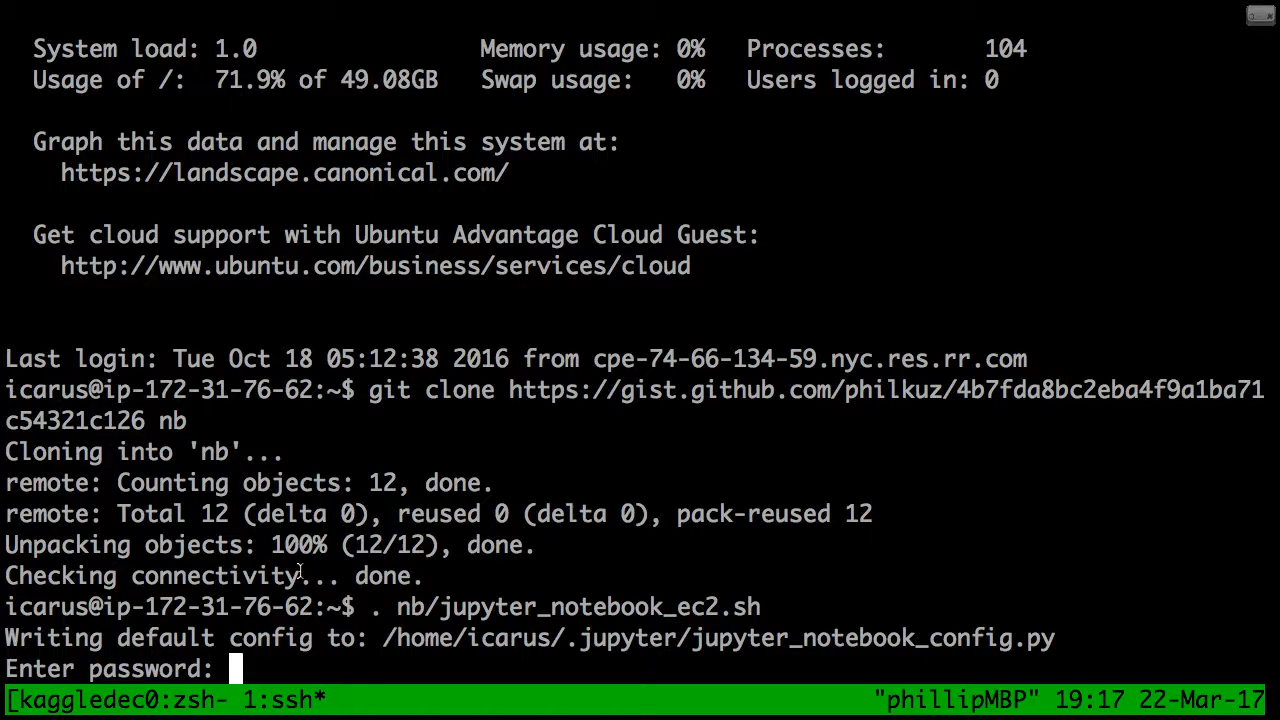 System load: 1.0 Memory usage: 0% Processes: 104
Usage of /: 71.9% of 49.08GB Swap usage: 0% Users logged in: 0
Graph this data and manage this system at:
https://landscape.canonical.com/
Get cloud support with Ubuntu Advantage Cloud Guest:
http://www.ubuntu.com/business/services/cloud
Last login: Tue Oct 18 05:12:38 2016 from cpe-74-66-134-59.nyc.res.rr.com
icarus@ip-172-31-76-62:~$ git clone https://gist.github.com/philkuz/4b7fda8bc2eba4f9a1ba71
c54321c126 nb
Cloning into 'nb'...
remote: Counting objects: 12, done.
remote: Total 12 (delta 0), reused 0 (delta 0), pack-reused 12
Unpacking objects: 100% (12/12), done.
Checking connectivity... done.
icarus@ip-172-31-76-62:~$ . nb/jupyter_notebook_ec2.sh
Writing default config to: /home/icarus/.jupyter/jupyter_notebook_config.py
Enter password:
[kaggledec0:zsh- 1:ssh* "phillipMBP" 19:17 22-Mar-17